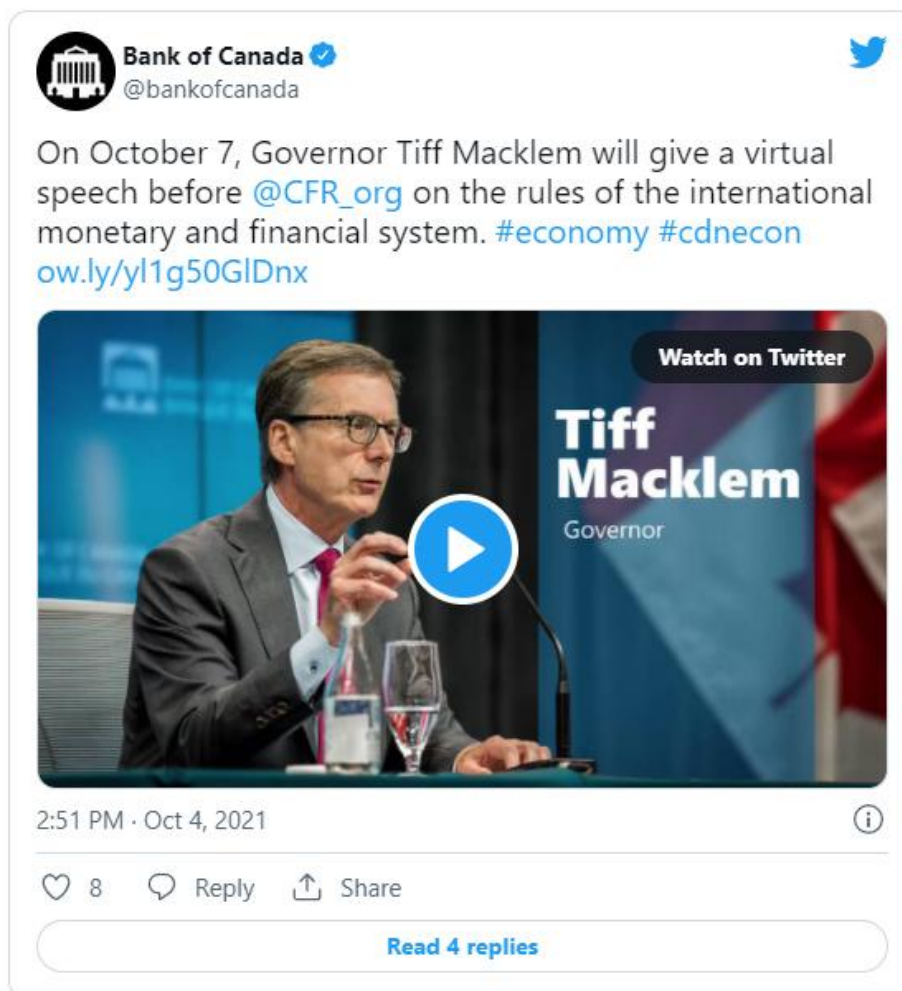 Bank of Canada
@bankofcanada
On October 7, Governor Tiff Macklem will give a virtual
speech before @CFR_org on the rules of the international
monetary and financial system. #economy #cdnecon
ow.ly/yl1g50GlDnx
Watch on Twitter
Tiff
Macklem
Governor
2:51 PM · Oct 4, 2021
8 Reply Share
Read 4 replies